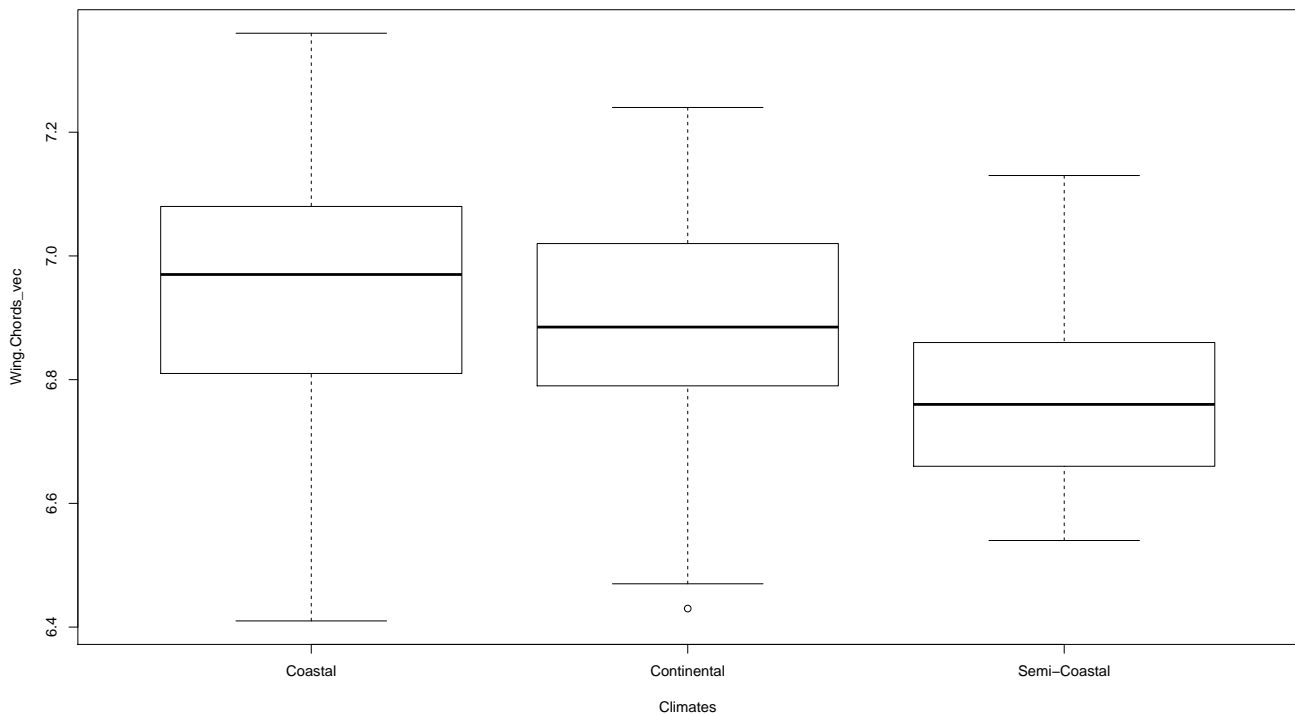 7.2
7.0
6.8
6.6
6.4
Wing.Chords_vec
Coastal
Continental
Semi−Coastal
Climates